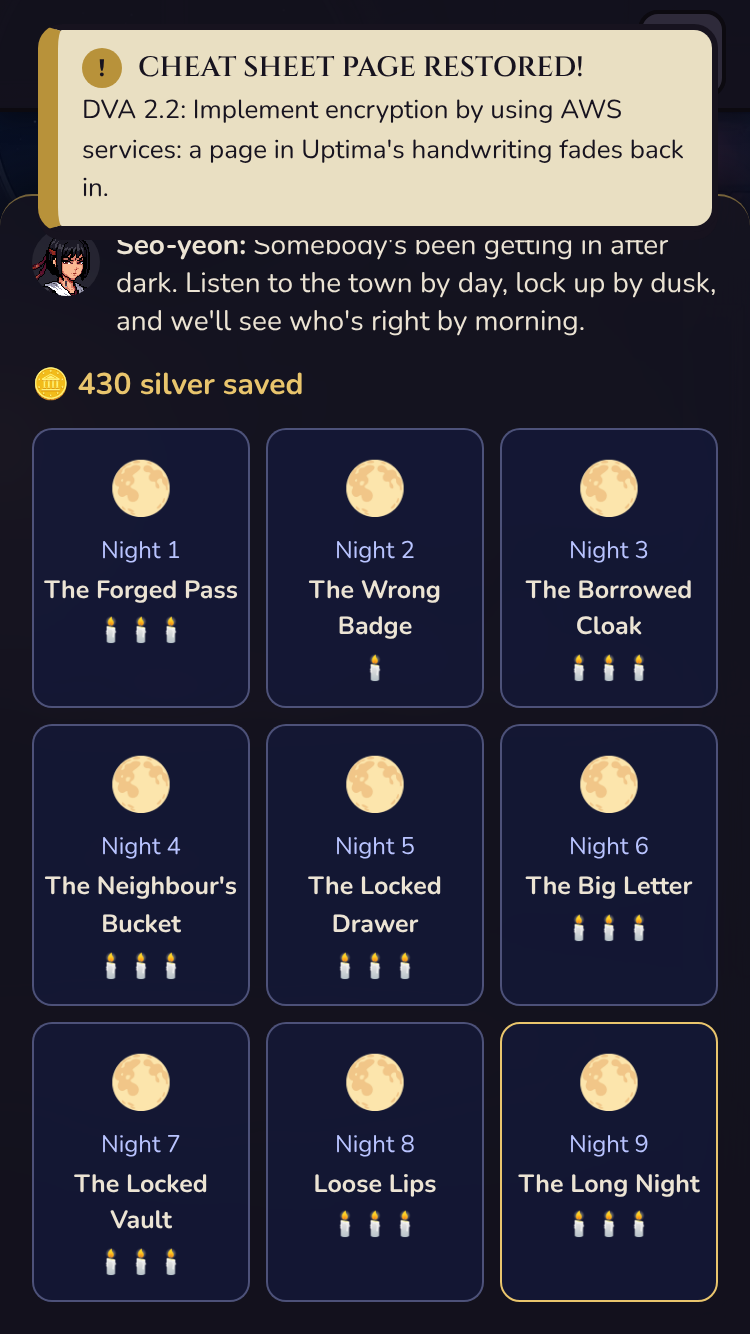 ! CHEAT SHEET PAGE RESTORED!
DVA 2.2: Implement encryption by using AWS
services: a page in Uptima's handwriting fades back
in.
Seo-yeon: Somebody's been getting in after
dark. Listen to the town by day, lock up by dusk,
and we'll see who's right by morning.
430 silver saved
Night 1
The Forged Pass
Night 2
The Wrong
Badge
Night 3
The Borrowed
Cloak
Night 4
The Neighbour's
Bucket
Night 5
The Locked
Drawer
Night 6
The Big Letter
Night 7
The Locked
Vault
Night 8
Loose Lips
Night 9
The Long Night